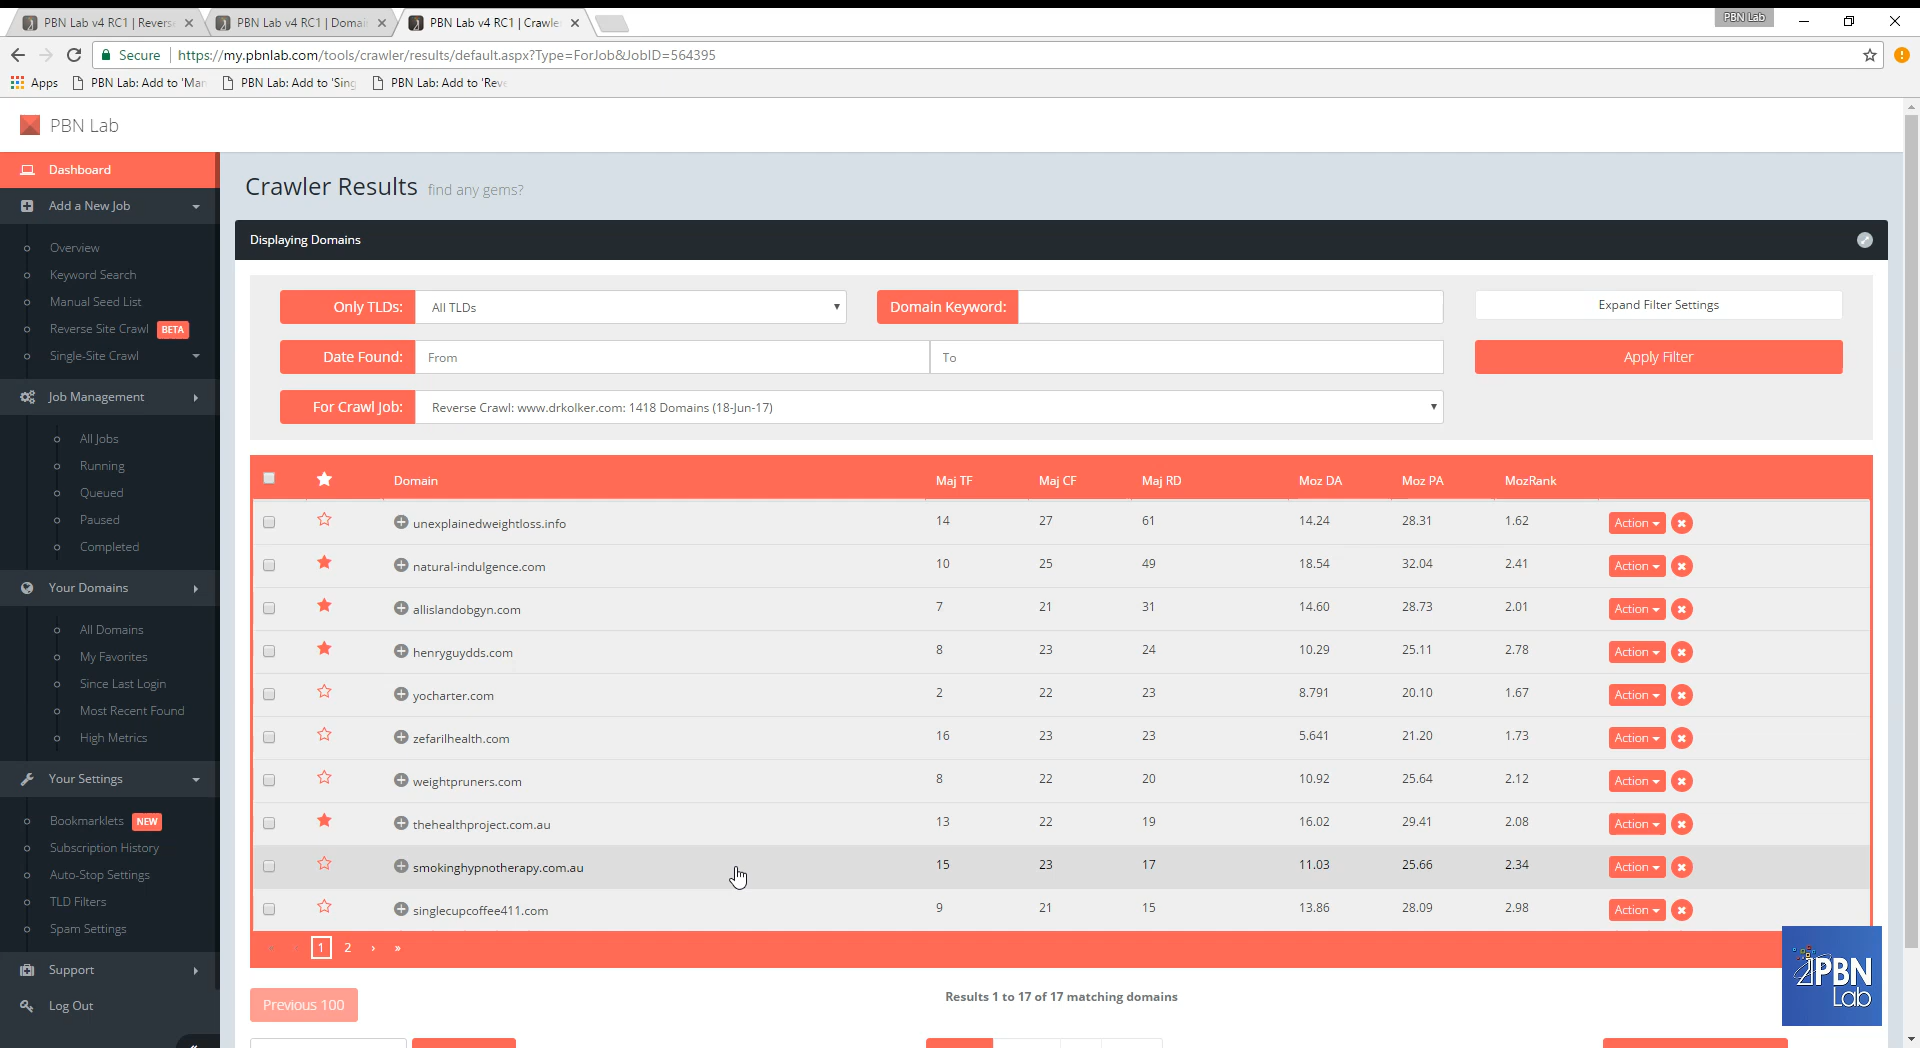 PBN Lab v4 RC1 | Revers
PBN Lab v4 RC1 | Domai
PBN Lab v4 RC1 | Crawle
PBN Lab
Secure
https://my.pbnlab.com/tools/crawler/results/default.aspx?Type=ForJob&JobID=564395
Apps
PBN Lab: Add to 'Man
PBN Lab: Add to 'Sing
PBN Lab: Add to 'Reve
PBN Lab
Dashboard
Add a New Job
Overview
Keyword Search
Manual Seed List
Reverse Site Crawl BETA
Single-Site Crawl
Job Management
All Jobs
Running
Queued
Paused
Completed
Your Domains
All Domains
My Favorites
Since Last Login
Most Recent Found
High Metrics
Your Settings
Bookmarklets NEW
Subscription History
Auto-Stop Settings
TLD Filters
Spam Settings
Support
Log Out
Crawler Results find any gems?
Displaying Domains
Only TLDs: All TLDs
Domain Keyword:
Expand Filter Settings
Date Found: From To
Apply Filter
For Crawl Job: Reverse Crawl: www.drkolker.com: 1418 Domains (18-Jun-17)
Domain Maj TF Maj CF Maj RD Moz DA Moz PA MozRank
unexplainedweightloss.info 14 27 61 14.24 28.31 1.62 Action
natural-indulgence.com 10 25 49 18.54 32.04 2.41 Action
allislandobgyn.com 7 21 31 14.60 28.73 2.01 Action
henryguydds.com 8 23 24 10.29 25.11 2.78 Action
yocharter.com 2 22 23 8.791 20.10 1.67 Action
zefarilhealth.com 16 23 23 5.641 21.20 1.73 Action
weightpruners.com 8 22 20 10.92 25.64 2.12 Action
thehealthproject.com.au 13 22 19 16.02 29.41 2.08 Action
smokinghypnotherapy.com.au 15 23 17 11.03 25.66 2.34 Action
singlecupcoffee411.com 9 21 15 13.86 28.09 2.98 Action
1 2 › »
Previous 100
Results 1 to 17 of 17 matching domains
PBN
Lab